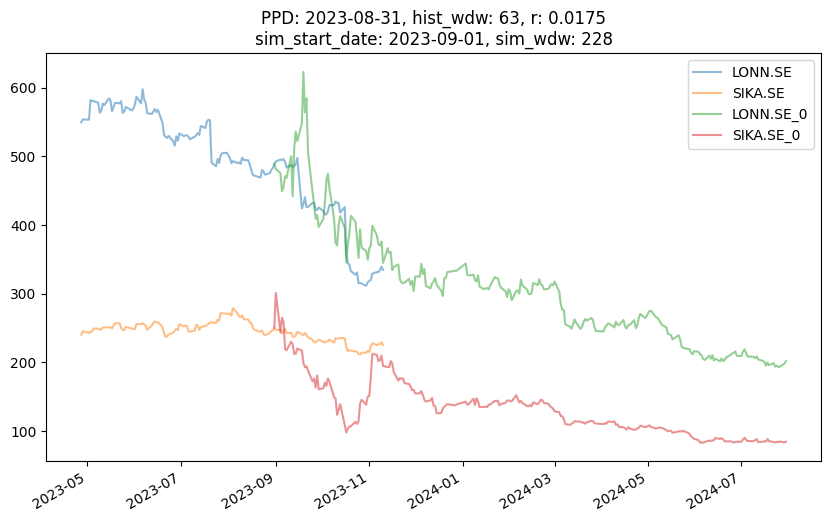 PPD: 2023-08-31, hist_wdw: 63, r: 0.0175
sim_start_date: 2023-09-01, sim_wdw: 228
LONN.SE
SIKA.SE
LONN.SE_0
SIKA.SE_0
600
500
400
300
200
100
2023-05
2023-07
2023-09
2023-11
2024-01
2024-03
2024-05
2024-07